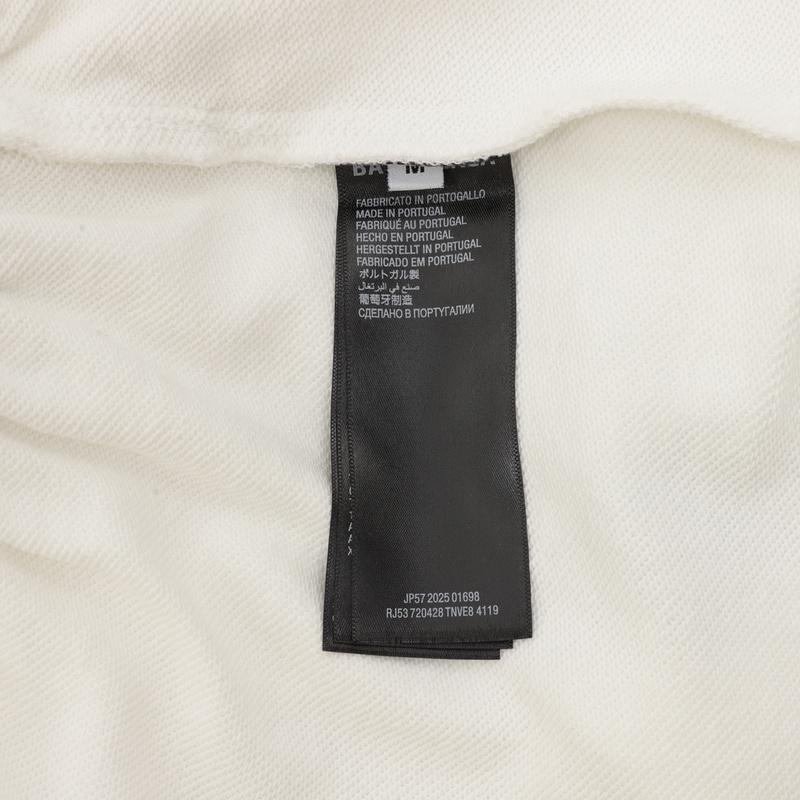 M
FABBRICATO IN PORTOGALLO
MADE IN PORTUGAL
FABRIQUÉ AU PORTUGAL
HECHO EN PORTUGAL
HERGESTELLT IN PORTUGAL
FABRICADO EM PORTUGAL
ポルトガル製
صنع في البرتغال
葡萄牙制造
СДЕЛАНО В ПОРТУГАЛИИ
JP57 2025 01698
RJ53 720428 TNVE8 4119